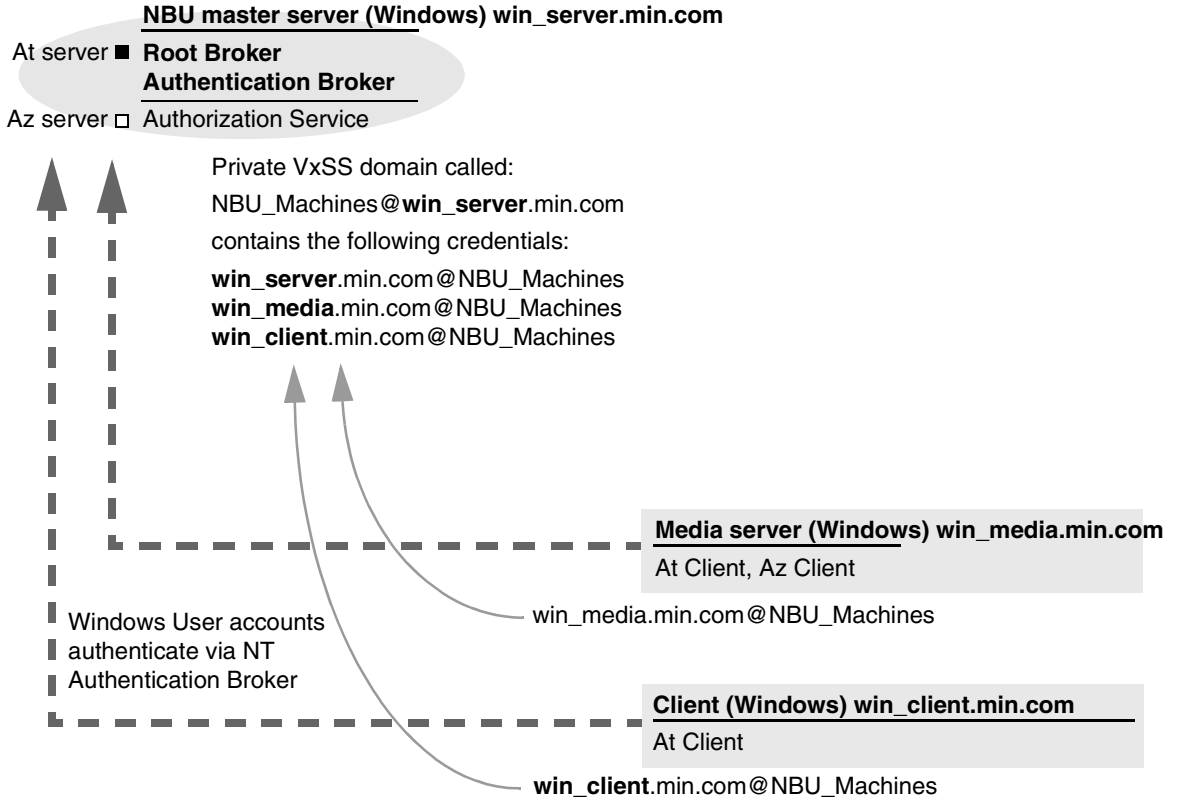 NBU master server (Windows) win_server.min.com
At server Root Broker
Authentication Broker
Az server Authorization Service
Private VxSS domain called:
NBU_Machines@win_server.min.com
contains the following credentials:
win_server.min.com@NBU_Machines
win_media.min.com@NBU_Machines
win_client.min.com@NBU_Machines
Media server (Windows) win_media.min.com
At Client, Az Client
win_media.min.com@NBU_Machines
Windows User accounts
authenticate via NT
Authentication Broker
Client (Windows) win_client.min.com
At Client
win_client.min.com@NBU_Machines